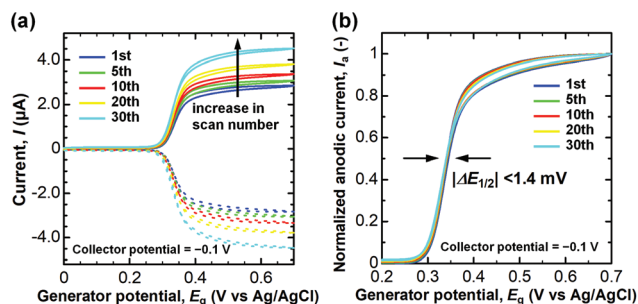 (a)
Current, I (μA)
4.0
2.0
0
-2.0
-4.0
1st
5th
10th
20th
30th
increase in
scan number
Collector potential = −0.1 V
0
0.2
0.4
0.6
Generator potential, Eg (V vs Ag/AgCl)
(b)
Normalized anodic current, Ia (-)
1.0
0.8
0.6
0.4
0.2
0
1st
5th
10th
20th
30th
|ΔE1/2| <1.4 mV
Collector potential = −0.1 V
0.2
0.3
0.4
0.5
0.6
0.7
Generator potential, Eg (V vs Ag/AgCl)